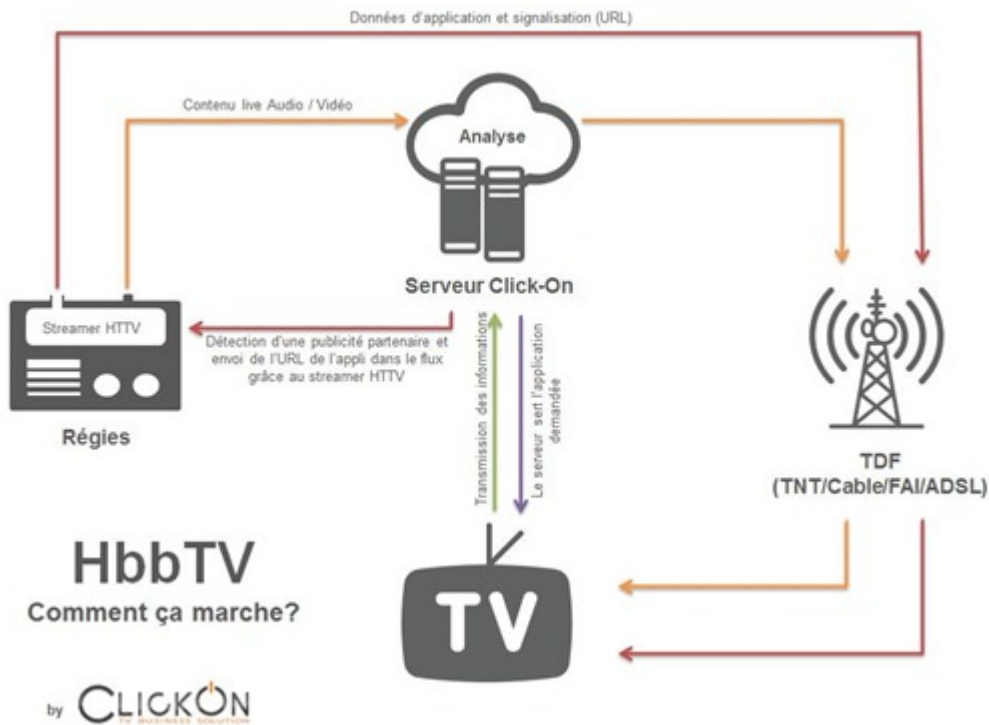 Données d'application et signalisation (URL)
Contenu live Audio / Vidéo
Analyse
Serveur Click-On
Streamer HTTV
Détection d'une publicité partenaire et
envoi de l'URL de l'appli dans le flux
grâce au streamer HTTV
Régies
Transmission des informations
Le serveur sert l'application
demandée
TDF
(TNT/Cable/FAI/ADSL)
HbbTV
Comment ça marche?
TV
by CLICKON
TV BUSINESS SOLUTION